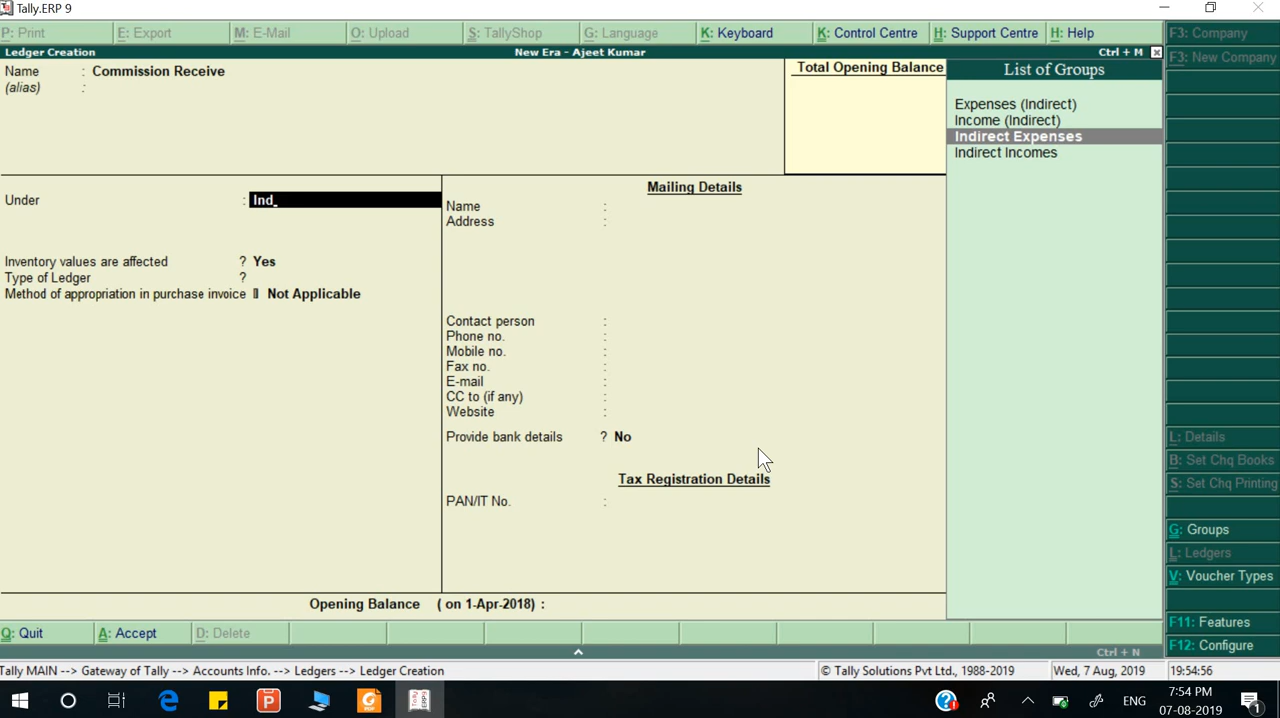 Tally.ERP 9
P: Print E: Export M: E-Mail O: Upload S: TallyShop G: Language K: Keyboard K: Control Centre H: Support Centre H: Help F3: Company
Ledger Creation New Era - Ajeet Kumar Ctrl + M
F3: New Company
Name : Commission Receive
(alias) :
Total Opening Balance
List of Groups
Expenses (Indirect)
Income (Indirect)
Indirect Expenses
Indirect Incomes
Under : Ind_
Inventory values are affected ? Yes
Type of Ledger ?
Method of appropriation in purchase invoice Not Applicable
Mailing Details
Name :
Address :
Contact person :
Phone no. :
Mobile no. :
Fax no. :
E-mail :
CC to (if any) :
Website :
Provide bank details ? No
Tax Registration Details
PAN/IT No. :
L: Details
B: Set Chq Books
S: Set Chq Printing
G: Groups
L: Ledgers
V: Voucher Types
F11: Features
F12: Configure
Opening Balance ( on 1-Apr-2018) :
Q: Quit A: Accept D: Delete
Ctrl + N
Tally MAIN --> Gateway of Tally --> Accounts Info. --> Ledgers --> Ledger Creation © Tally Solutions Pvt Ltd., 1988-2019 Wed, 7 Aug, 2019 19:54:56
ENG 7:54 PM
07-08-2019
1